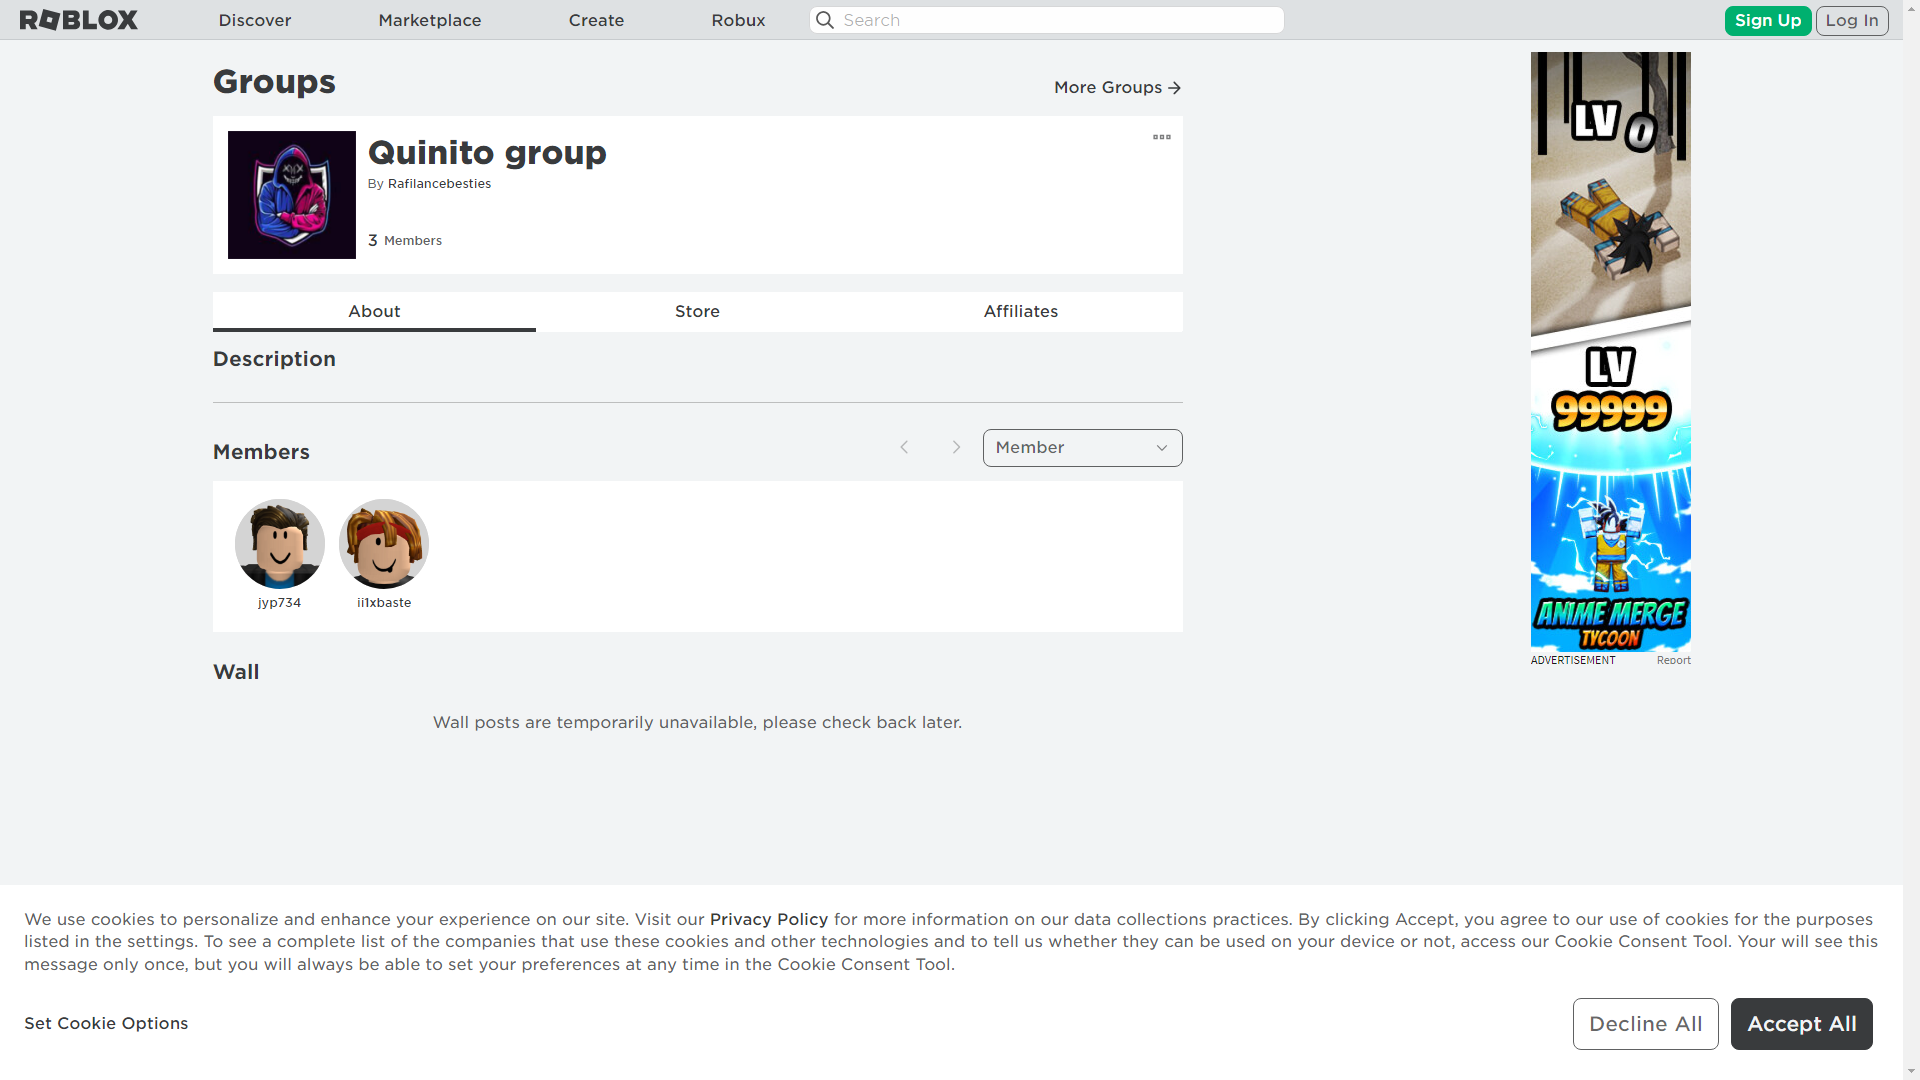 ROBLOX
Discover
Marketplace
Create
Robux
Search
Sign Up
Log In
Groups
More Groups
Quinito group
By Rafilancebesties
3 Members
About
Store
Affiliates
Description
Members
Member
jyp734
ii1xbaste
Wall
Wall posts are temporarily unavailable, please check back later.
LV 0
LV
99999
ANIME MERGE
TYCOON
ADVERTISEMENT
Report
We use cookies to personalize and enhance your experience on our site. Visit our Privacy Policy for more information on our data collections practices. By clicking Accept, you agree to our use of cookies for the purposes
listed in the settings. To see a complete list of the companies that use these cookies and other technologies and to tell us whether they can be used on your device or not, access our Cookie Consent Tool. Your will see this
message only once, but you will always be able to set your preferences at any time in the Cookie Consent Tool.
Set Cookie Options
Decline All
Accept All